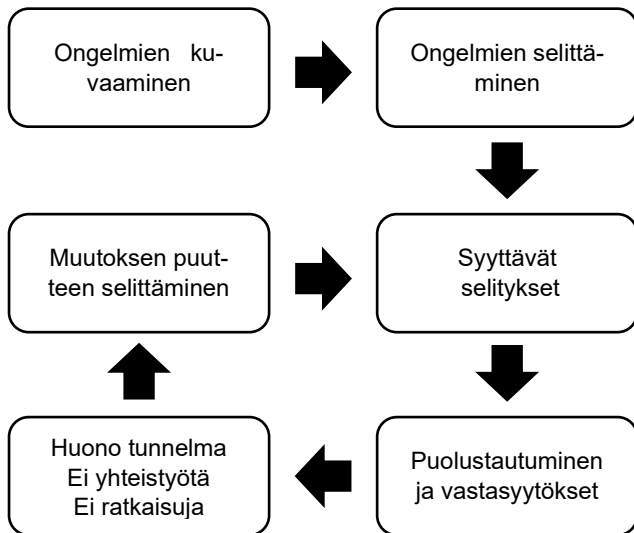 Ongelmien ku-
vaaminen
Ongelmien selittä-
minen
Muutoksen puut-
teen selittäminen
Syyttävät
selitykset
Huono tunnelma
Ei yhteistyötä
Ei ratkaisuja
Puolustautuminen
ja vastasyytökset